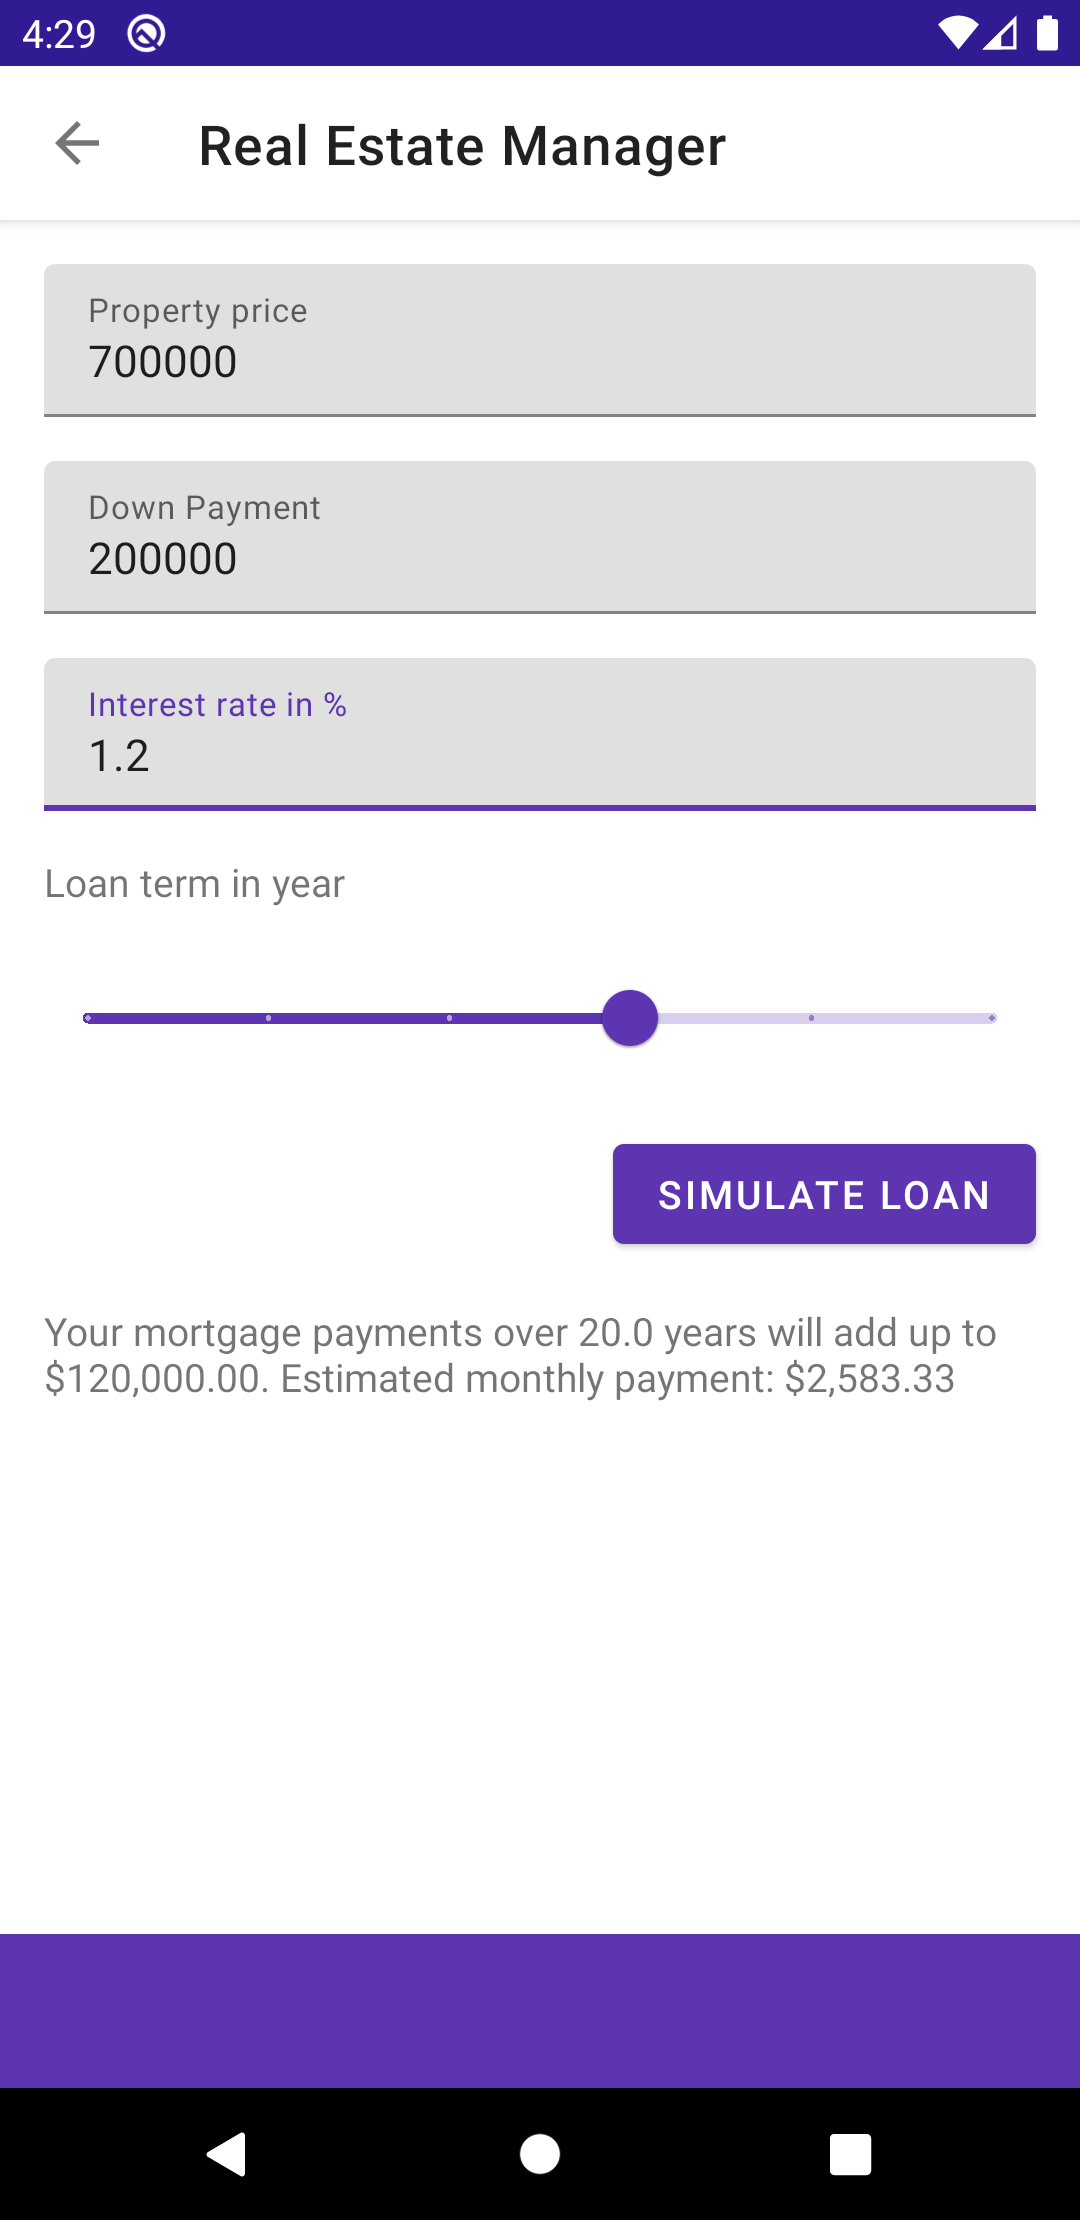 4:29
Real Estate Manager
Property price
700000
Down Payment
200000
Interest rate in %
1.2
Loan term in year
SIMULATE LOAN
Your mortgage payments over 20.0 years will add up to
$120,000.00. Estimated monthly payment: $2,583.33